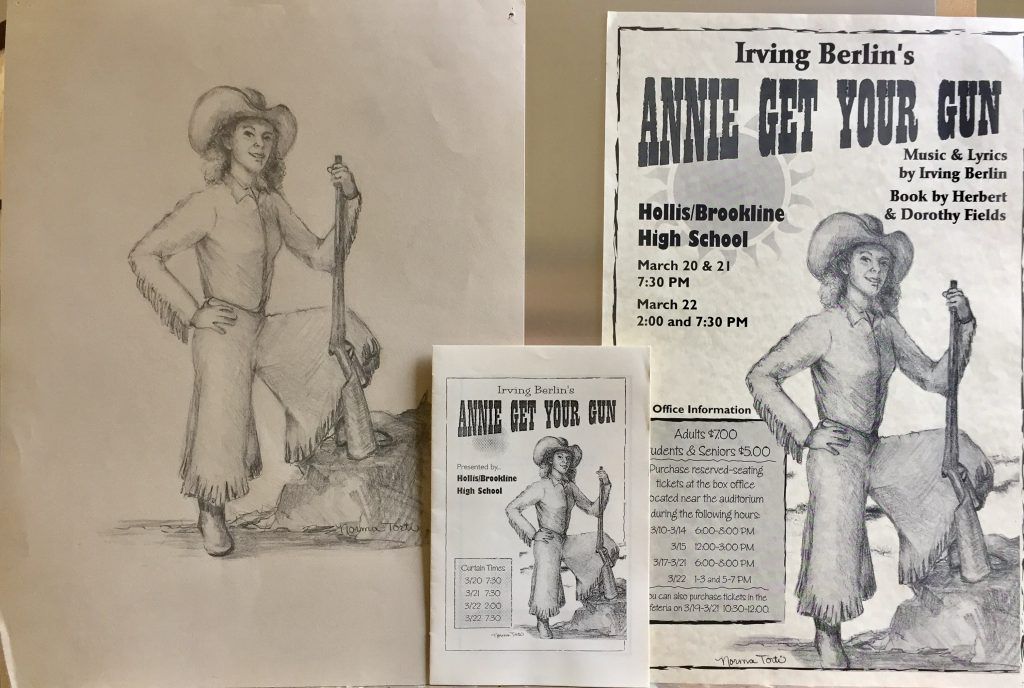 Norma Torti
Irving Berlin's
ANNIE GET YOUR GUN
Presented by...
Hollis/Brookline
High School
Curtain Times
3/20 7:30
3/21 7:30
3/22 2:00
3/22 7:30
Norma Torti
Irving Berlin's
ANNIE GET YOUR GUN
Music & Lyrics
by Irving Berlin
Book by Herbert
& Dorothy Fields
Hollis/Brookline
High School
March 20 & 21
7:30 PM
March 22
2:00 and 7:30 PM
Office Information
Adults $7.00
udents & Seniors $5.00
Purchase reserved-seating
tickets at the box office
ocated near the auditorium
during the following hours:
3/10-3/14 6:00-8:00 PM
3/15 12:00-3:00 PM
3/17-3/21 6:00-8:00 PM
3/22 1-3 and 5-7 PM
ou can also purchase tickets in the
feteria on 3/19-3/21 10:30-12:00.
Norma Torti